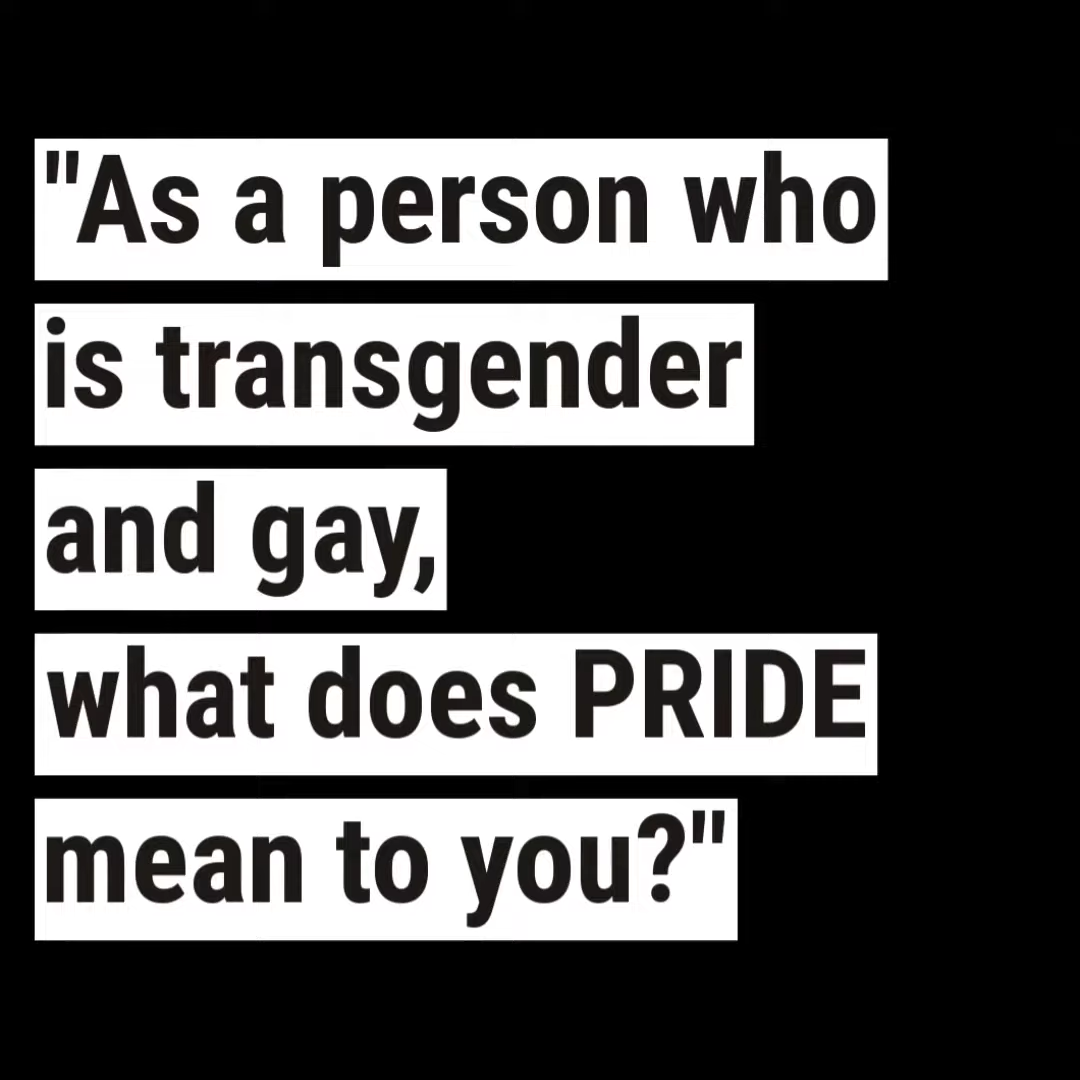 "As a person who
is transgender
and gay,
what does PRIDE
mean to you?"